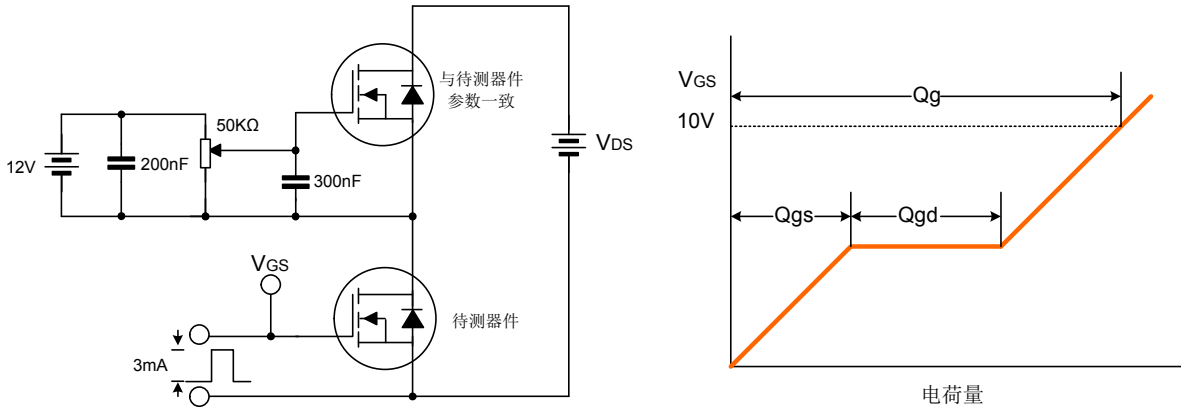 与待测器件
参数一致
50KΩ
12V
200nF
300nF
VDS
VGS
待测器件
3mA
VGS
10V
Qg
Qgs
Qgd
电荷量